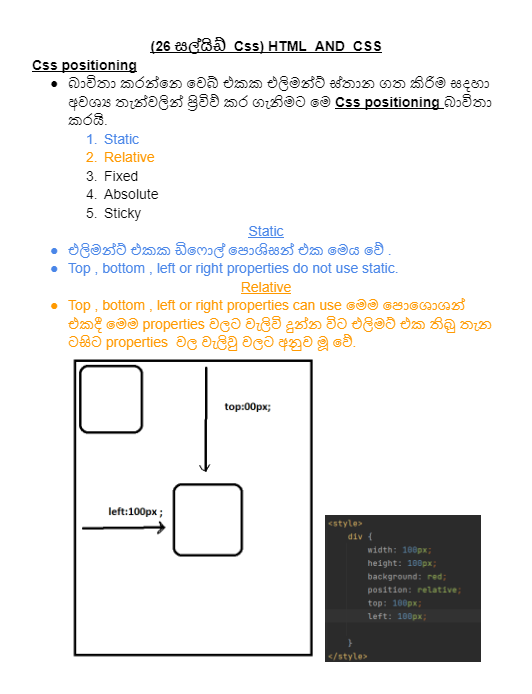 (26 සල්යිඩ් Css) HTML AND CSS
Css positioning
● බාවිතා කරන්නෙ වෙබ් එකක එලිමන්ට් ස්තාන ගත කිරිම සදහා
අවශ්‍ය තැන්වලින් ප්‍රිවිව් කර ගැනිමට මෙ Css positioning බාවිතා
කරයී.
1. Static
2. Relative
3. Fixed
4. Absolute
5. Sticky
Static
● එලිමන්ට් එකක ඩිෆොල් පොශිසන් එක මෙය වේ .
● Top , bottom , left or right properties do not use static.
Relative
● Top , bottom , left or right properties can use මෙම පොශොශන්
එකදී මෙම properties වලට වැලිව් දුන්න විට එලිමට් එක තිබු තැන
ටසිට properties වල වැලිව් වලට අනුව මූ වේ.
top:00px;
left:100px ;
<style>
div {
width: 100px;
height: 100px;
background: red;
position: relative;
top: 100px;
left: 100px;
}
</style>